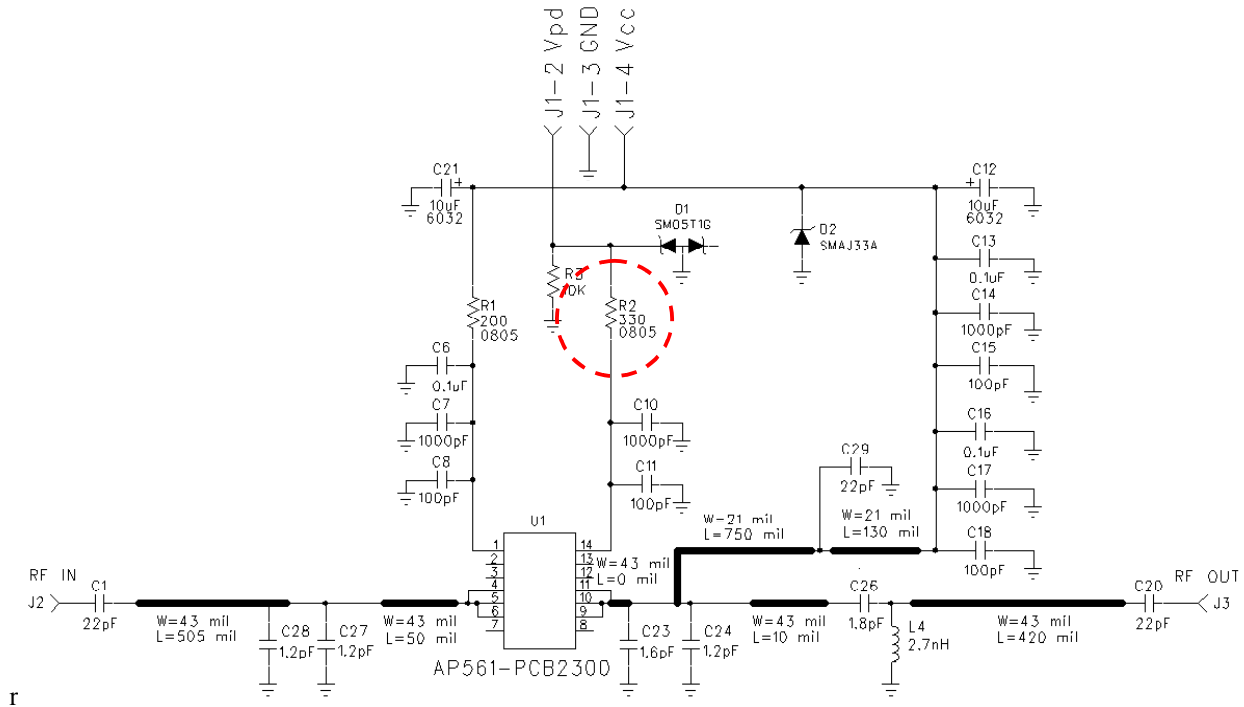 J1-2 Vpd
J1-3 GND
J1-4 Vcc
C21
10uF
6032
C12
10uF
6032
D1
SM05T1G
D2
SMAJ33A
C13
0.1uF
R3
10K
R1
200
0805
R2
330
0805
C14
1000pF
C15
100pF
C6
0.1uF
C7
1000pF
C8
100pF
C10
1000pF
C11
100pF
C16
0.1uF
C29
22pF
C17
1000pF
C18
100pF
U1
W-21 mil
L=750 mil
W=21 mil
L=130 mil
1
2
3
4
5
6
7
14
13
12
11
10
9
8
W=43 mil
L=0 mil
RF IN
J2
C1
22pF
W=43 mil
L=505 mil
C28
1.2pF
C27
1.2pF
W=43 mil
L=50 mil
C23
1.6pF
C24
1.2pF
W=43 mil
L=10 mil
C26
1.8pF
L4
2.7nH
W=43 mil
L=420 mil
C20
22pF
RF OUT
J3
AP561-PCB2300
r